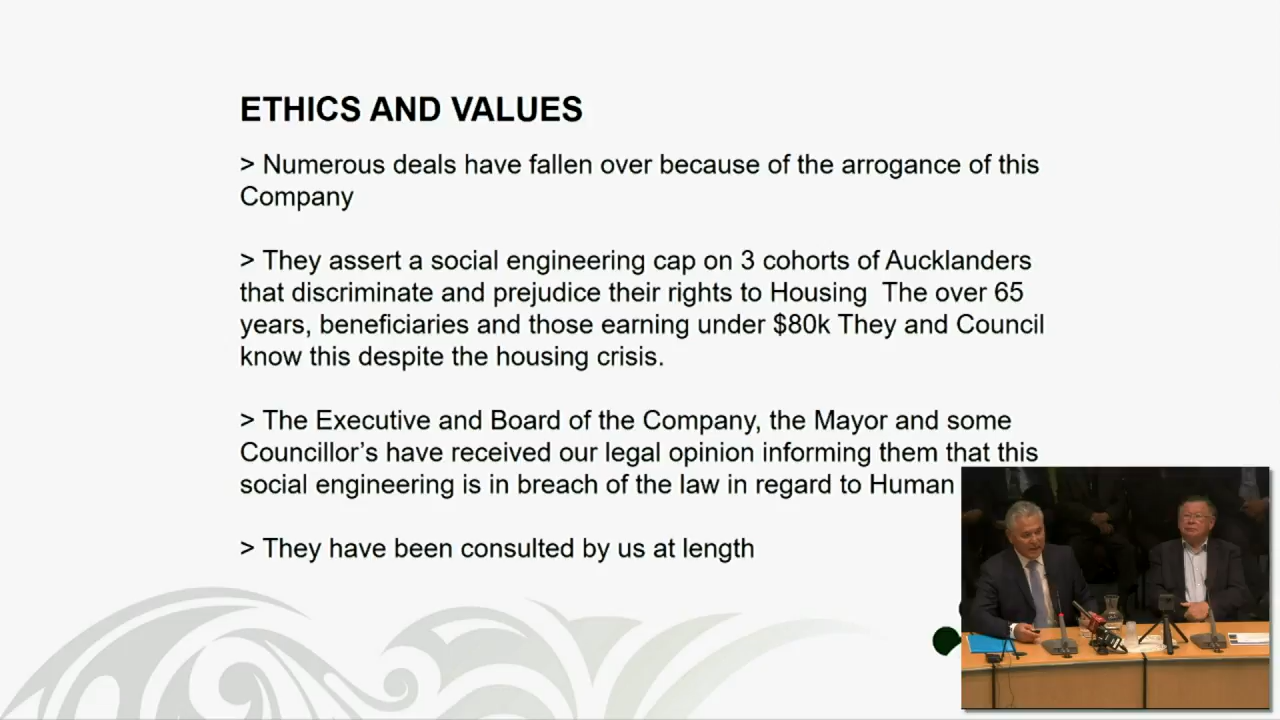 ETHICS AND VALUES
> Numerous deals have fallen over because of the arrogance of this
Company
> They assert a social engineering cap on 3 cohorts of Aucklanders
that discriminate and prejudice their rights to Housing  The over 65
years, beneficiaries and those earning under $80k They and Council
know this despite the housing crisis.
> The Executive and Board of the Company, the Mayor and some
Councillor’s have received our legal opinion informing them that this
social engineering is in breach of the law in regard to Human
> They have been consulted by us at length